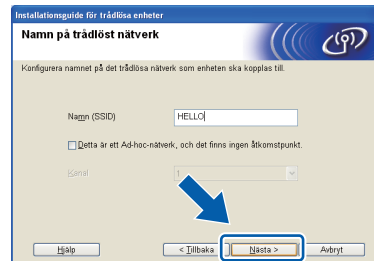 Installationsguide för trådlösa enheter
Namn på trådlöst nätverk
Konfigurera namnet på det trådlösa nätverk som enheten ska kopplas till.
Namn (SSID) HELLO
Detta är ett Ad-hoc-nätverk, och det finns ingen åtkomstpunkt.
Kanal 1
Hjälp < Tillbaka Nästa > Avbryt